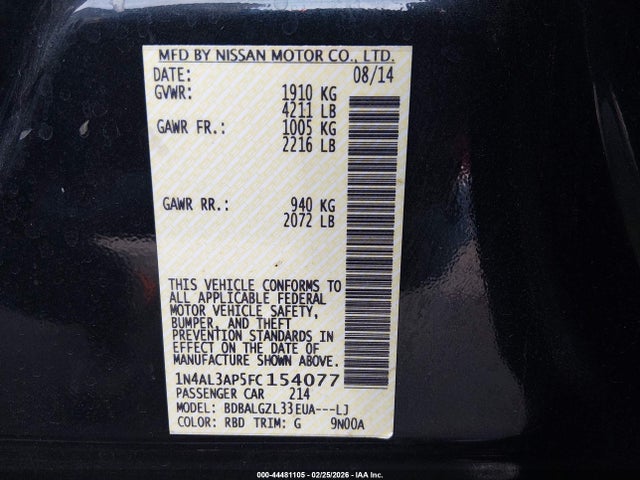 MFD BY NISSAN MOTOR CO., LTD.
DATE: 08/14
GVWR: 1910 KG
4211 LB
GAWR FR.: 1005 KG
2216 LB
GAWR RR.: 940 KG
2072 LB
THIS VEHICLE CONFORMS TO
ALL APPLICABLE FEDERAL
MOTOR VEHICLE SAFETY,
BUMPER, AND THEFT
PREVENTION STANDARDS IN
EFFECT ON THE DATE OF
MANUFACTURE SHOWN ABOVE.
1N4AL3AP5FC154077
PASSENGER CAR 214
MODEL: BDBALGZL33EUA---LJ
COLOR: RBD TRIM: G 9N00A
000-44481105 - 02/25/2026 - IAA Inc.